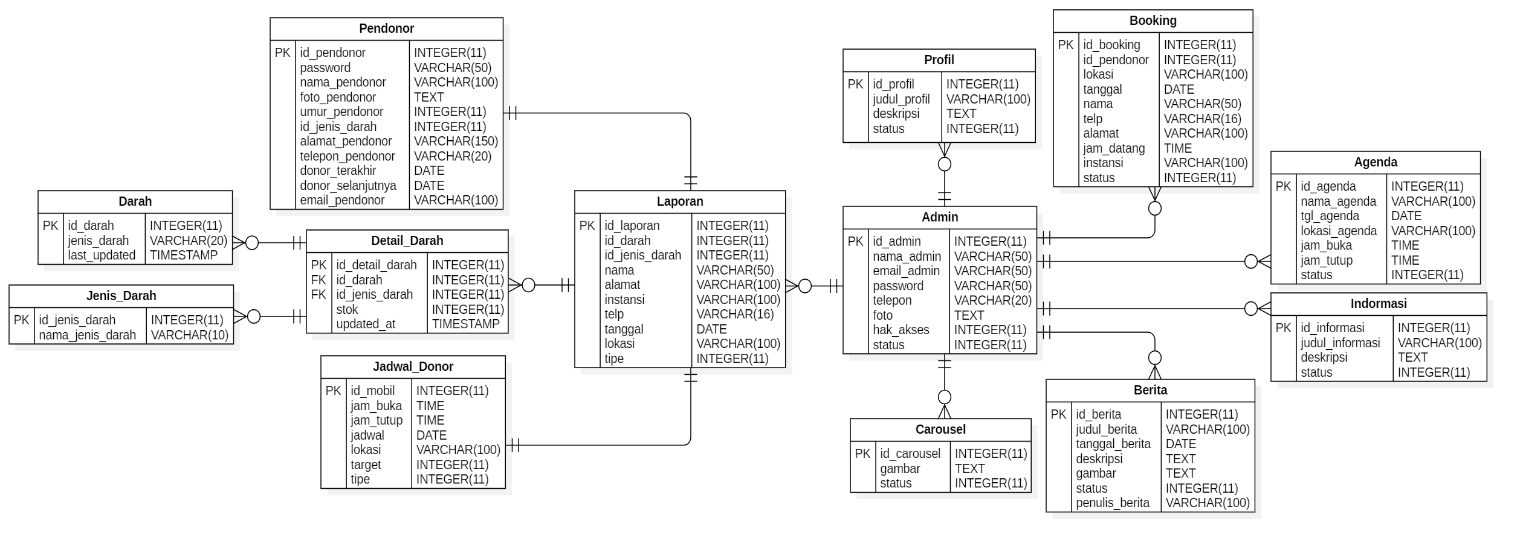 Pendonor
PK id_pendonor INTEGER(11)
password VARCHAR(50)
nama_pendonor VARCHAR(100)
foto_pendonor TEXT
umur_pendonor INTEGER(11)
id_jenis_darah INTEGER(11)
alamat_pendonor VARCHAR(150)
telepon_pendonor VARCHAR(20)
donor_terakhir DATE
donor_selanjutnya DATE
email_pendonor VARCHAR(100)
Darah
PK id_darah INTEGER(11)
jenis_darah VARCHAR(20)
last_updated TIMESTAMP
Jenis_Darah
PK id_jenis_darah INTEGER(11)
nama_jenis_darah VARCHAR(10)
Detail_Darah
PK id_detail_darah INTEGER(11)
FK id_darah INTEGER(11)
FK id_jenis_darah INTEGER(11)
stok INTEGER(11)
updated_at TIMESTAMP
Jadwal_Donor
PK id_mobil INTEGER(11)
jam_buka TIME
jam_tutup TIME
jadwal DATE
lokasi VARCHAR(100)
target INTEGER(11)
tipe INTEGER(11)
Laporan
PK id_laporan INTEGER(11)
id_darah INTEGER(11)
id_jenis_darah INTEGER(11)
nama VARCHAR(50)
alamat VARCHAR(100)
instansi VARCHAR(100)
telp VARCHAR(16)
tanggal DATE
lokasi VARCHAR(100)
tipe INTEGER(11)
Profil
PK id_profil INTEGER(11)
judul_profil VARCHAR(100)
deskripsi TEXT
status INTEGER(11)
Admin
PK id_admin INTEGER(11)
nama_admin VARCHAR(50)
email_admin VARCHAR(50)
password VARCHAR(50)
telepon VARCHAR(20)
foto TEXT
hak_akses INTEGER(11)
status INTEGER(11)
Carousel
PK id_carousel INTEGER(11)
gambar TEXT
status INTEGER(11)
Booking
PK id_booking INTEGER(11)
id_pendonor INTEGER(11)
lokasi VARCHAR(100)
tanggal DATE
nama VARCHAR(50)
telp VARCHAR(16)
alamat VARCHAR(100)
jam_datang TIME
instansi VARCHAR(100)
status INTEGER(11)
Agenda
PK id_agenda INTEGER(11)
nama_agenda VARCHAR(100)
tgl_agenda DATE
lokasi_agenda VARCHAR(100)
jam_buka TIME
jam_tutup TIME
status INTEGER(11)
Indormasi
PK id_informasi INTEGER(11)
judul_informasi VARCHAR(100)
deskripsi TEXT
status INTEGER(11)
Berita
PK id_berita INTEGER(11)
judul_berita VARCHAR(100)
tanggal_berita DATE
deskripsi TEXT
gambar TEXT
status INTEGER(11)
penulis_berita VARCHAR(100)